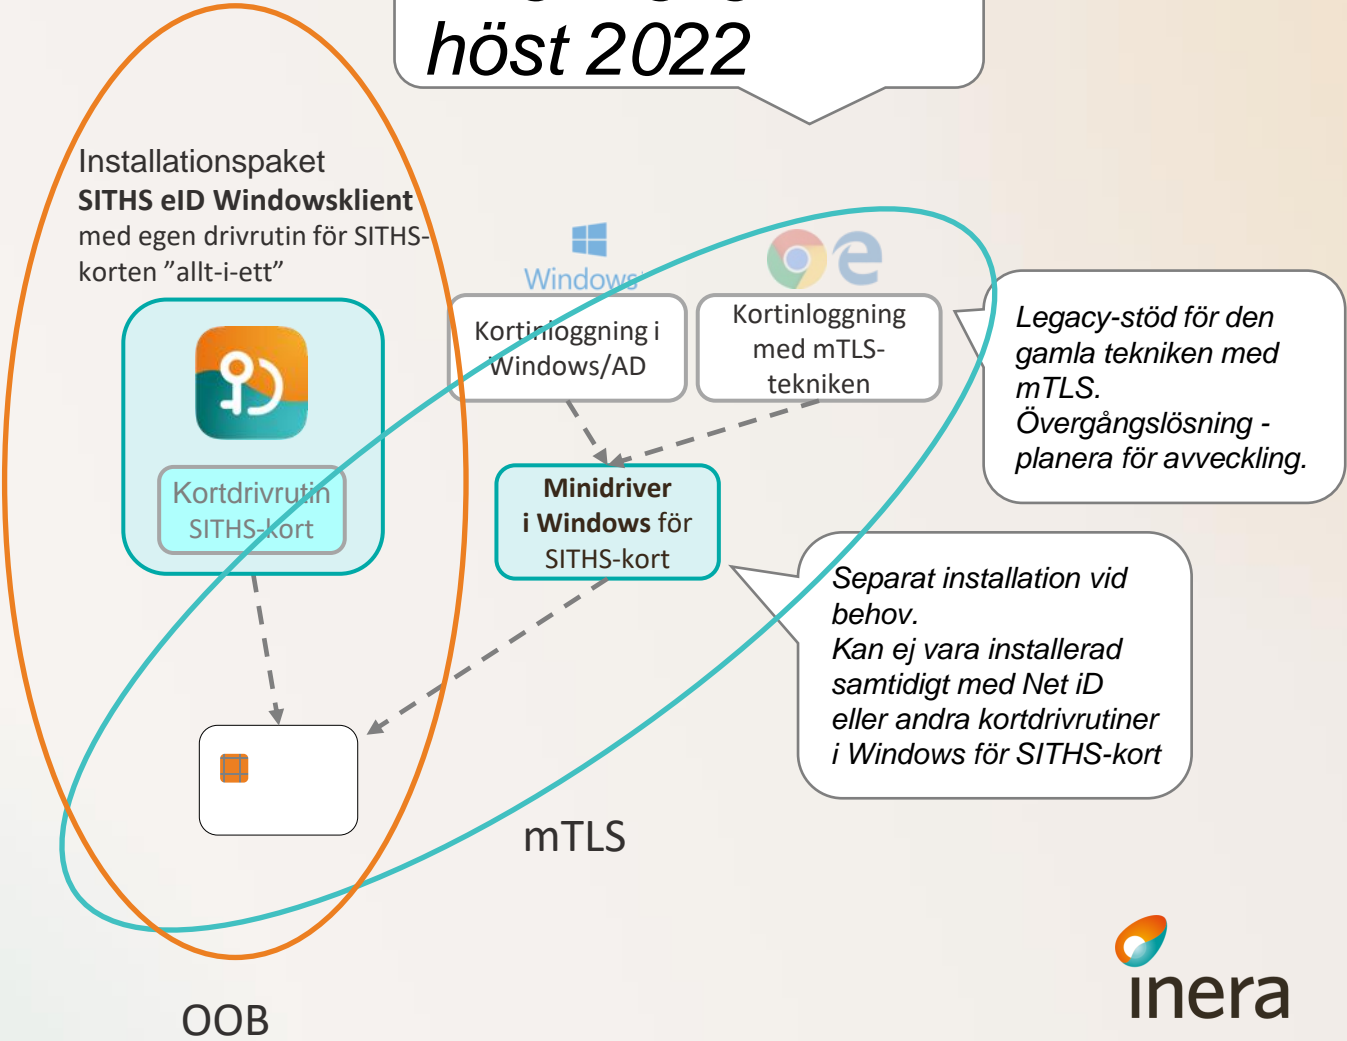 höst 2022
Installationspaket
SITHS eID Windowsklient
med egen drivrutin för SITHS-
korten ”allt-i-ett”
Kortdrivrutin
SITHS-kort
Windows
Kortinloggning i
Windows/AD
Kortinloggning
med mTLS-
tekniken
Legacy-stöd för den
gamla tekniken med
mTLS.
Övergångslösning -
planera för avveckling.
Minidriver
i Windows för
SITHS-kort
Separat installation vid
behov.
Kan ej vara installerad
samtidigt med Net iD
eller andra kortdrivrutiner
i Windows för SITHS-kort
mTLS
OOB
inera